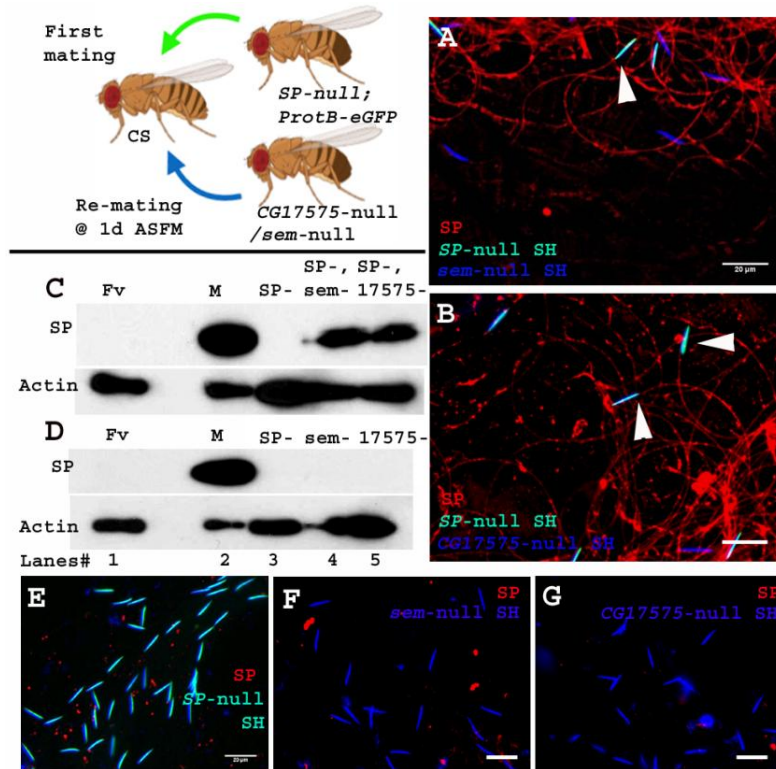 First
mating
CS
SP-null;
ProtB-eGFP
Re-mating
@ 1d ASFM
CG17575-null
/sem-null
A
SP
SP-null SH
sem-null SH
20 µm
B
SP
SP-null SH
CG17575-null SH
C
Fv M SP- SP-, sem- SP-, 17575-
SP
Actin
D
Fv M SP- sem- 17575-
SP
Actin
Lanes# 1 2 3 4 5
E
SP
SP-null
SH
20 µm
F
SP
sem-null SH
G
SP
CG17575-null SH